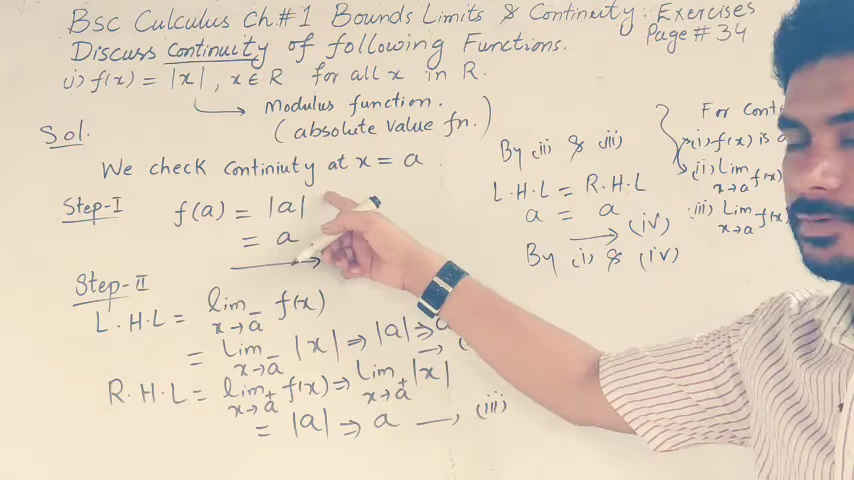 Bsc Calculus Ch.#1 Bounds Limits & Continuity. Exercises
Page # 34
Discuss Continuity of following Functions.
(i) f(x) = |x|, x ∈ R for all x in R.
Modulus function.
(absolute value fn.)
Sol.
We check continiuty at x = a
Step-I f(a) = |a|
= a
Step-II
L.H.L = lim x→a⁻ f(x)
= Lim x→a⁻ |x| ⇒ |a| ⇒ a
R.H.L = lim x→a⁺ f(x) ⇒ Lim x→a⁺ |x|
= |a| ⇒ a → (iii)
By (ii) & (iii)
L.H.L = R.H.L
a = a
→ (iv)
By (i) & (iv)
For Conti
(i) f(x) is
(ii) Lim x→a f(x)
(iii) Lim x→a f(x)